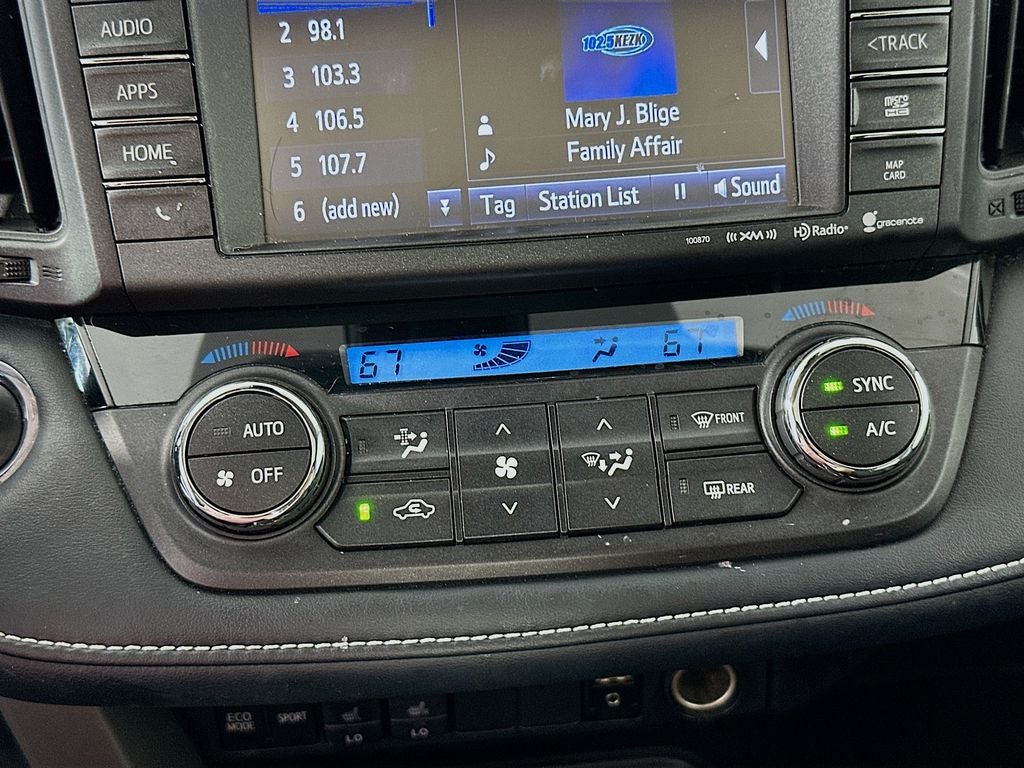 AUDIO
APPS
HOME
2 98.1
3 103.3
4 106.5
5 107.7
6 (add new)
102.5 KEZK
Mary J. Blige
Family Affair
Tag
Station List
Sound
<TRACK
micro
MAP
CARD
100870
((( XM )))
HD Radio®
gracenote
67
67
AUTO
OFF
FRONT
REAR
SYNC
A/C
ECO
MODE
SPORT
LO
LO